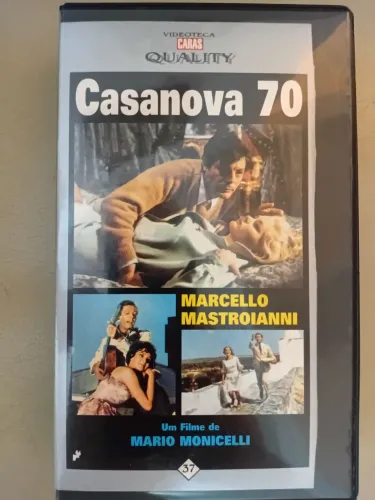 VIDEOTECA
CARAS
QUALITY
Casanova 70
MARCELLO
MASTROIANNI
Um Filme de
MARIO MONICELLI
37